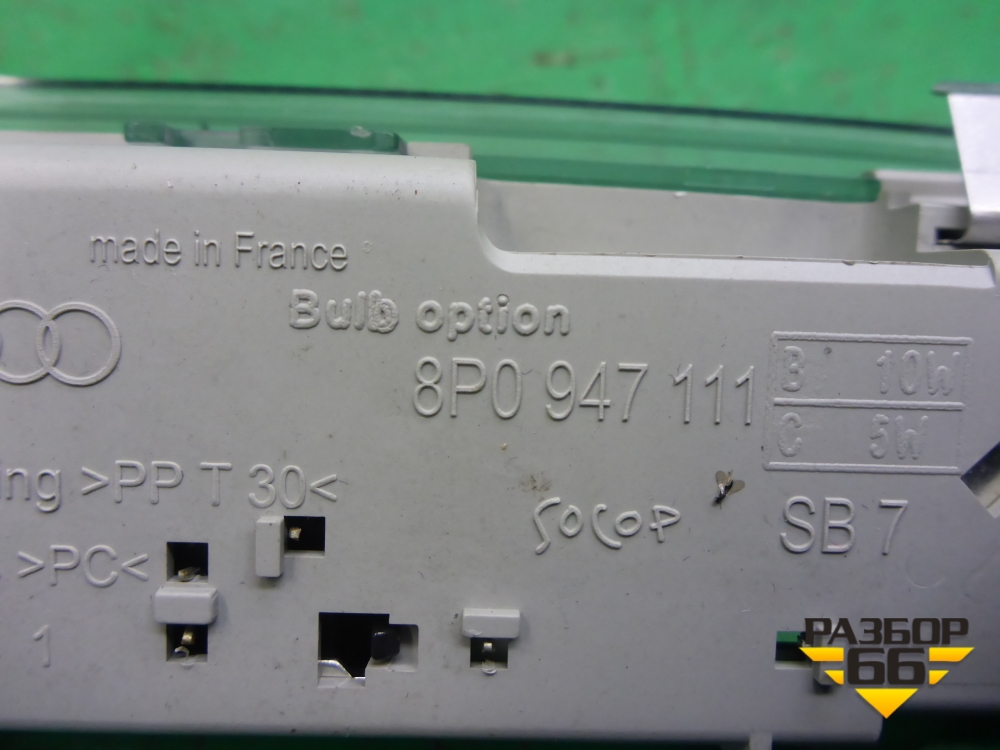 made in France
Bulb option
8P0 947 111
B 10W
C 5W
>PP T 30<
socop
SB 7
>PC<
1
РАЗБОР
66